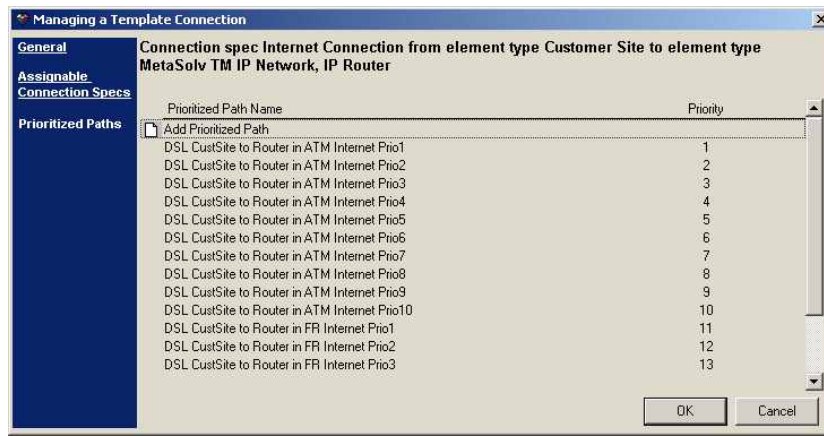 Managing a Template Connection
General
Assignable
Connection Specs
Prioritized Paths
Connection spec Internet Connection from element type Customer Site to element type
MetaSolv TM IP Network, IP Router
Prioritized Path Name Priority
Add Prioritized Path
DSL CustSite to Router in ATM Internet Prio1 1
DSL CustSite to Router in ATM Internet Prio2 2
DSL CustSite to Router in ATM Internet Prio3 3
DSL CustSite to Router in ATM Internet Prio4 4
DSL CustSite to Router in ATM Internet Prio5 5
DSL CustSite to Router in ATM Internet Prio6 6
DSL CustSite to Router in ATM Internet Prio7 7
DSL CustSite to Router in ATM Internet Prio8 8
DSL CustSite to Router in ATM Internet Prio9 9
DSL CustSite to Router in ATM Internet Prio10 10
DSL CustSite to Router in FR Internet Prio1 11
DSL CustSite to Router in FR Internet Prio2 12
DSL CustSite to Router in FR Internet Prio3 13
OK Cancel